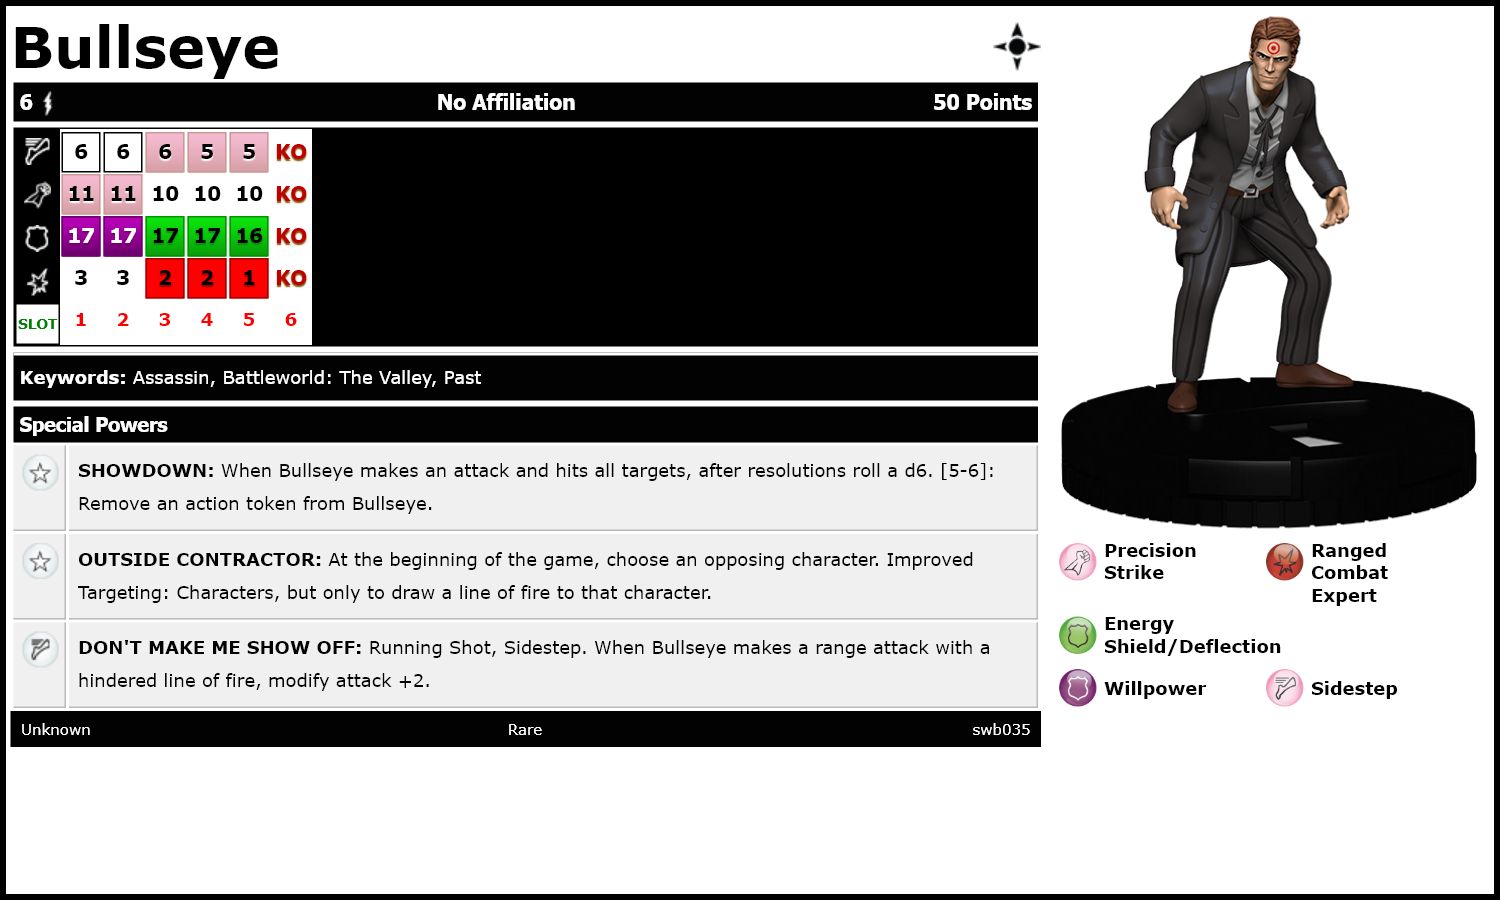 Bullseye
6 No Affiliation 50 Points
6 6 6 5 5 KO
11 11 10 10 10 KO
17 17 17 17 16 KO
3 3 2 2 1 KO
SLOT 1 2 3 4 5 6
Keywords: Assassin, Battleworld: The Valley, Past
Special Powers
SHOWDOWN: When Bullseye makes an attack and hits all targets, after resolutions roll a d6. [5-6]:
Remove an action token from Bullseye.
OUTSIDE CONTRACTOR: At the beginning of the game, choose an opposing character. Improved
Targeting: Characters, but only to draw a line of fire to that character.
DON'T MAKE ME SHOW OFF: Running Shot, Sidestep. When Bullseye makes a range attack with a
hindered line of fire, modify attack +2.
Unknown Rare swb035
Precision
Strike
Ranged
Combat
Expert
Energy
Shield/Deflection
Willpower
Sidestep